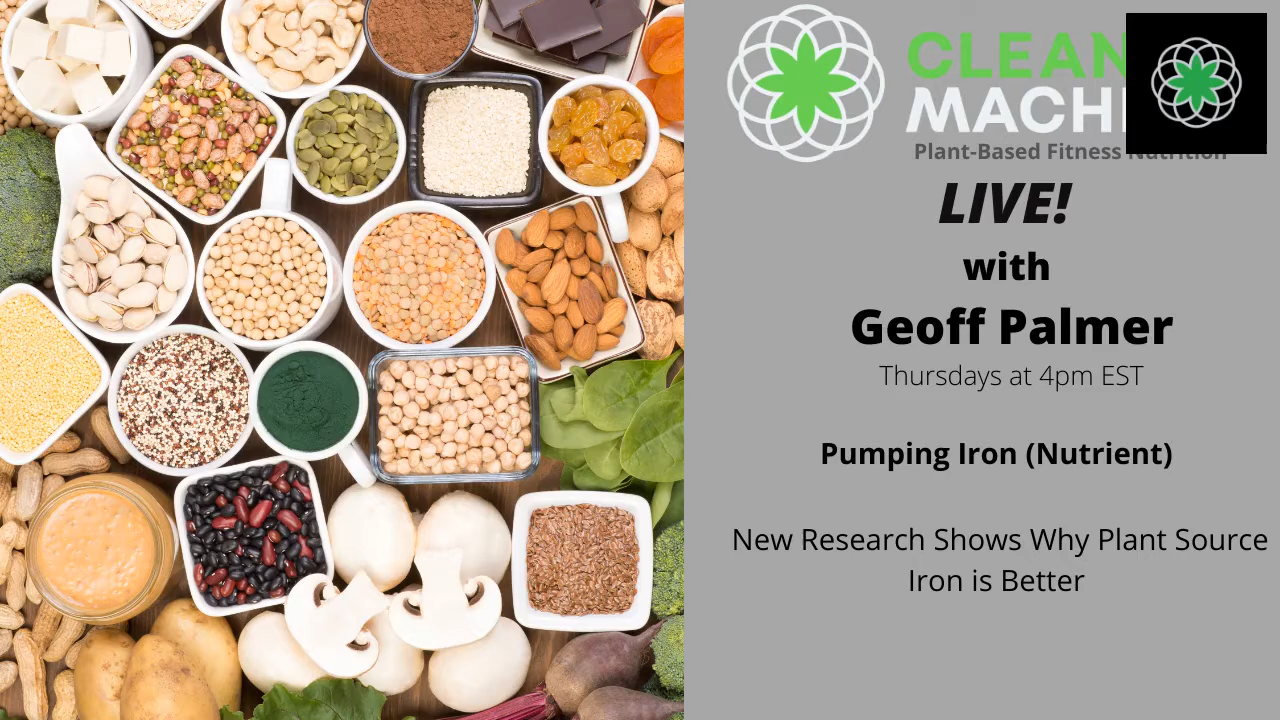 CLEAN
MACHI
Plant-Based Fitness Nutrition
LIVE!
with
Geoff Palmer
Thursdays at 4pm EST
Pumping Iron (Nutrient)
New Research Shows Why Plant Source
Iron is Better